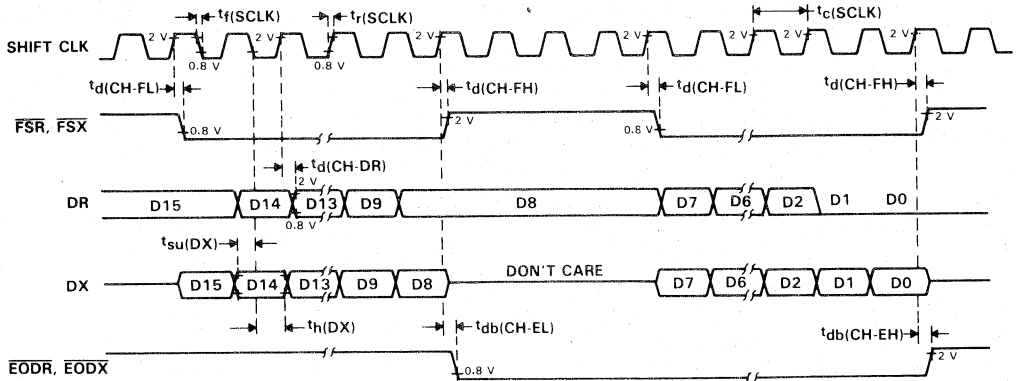 tf(SCLK) tr(SCLK) tc(SCLK)
SHIFT CLK 2 V 2 V 2 V 2 V 2 V 2 V 2 V 2 V
0.8 V 0.8 V
td(CH-FL) td(CH-FH) td(CH-FL) td(CH-FH)
FSR, FSX 0.8 V 2 V 0.8 V 2 V
td(CH-DR)
2 V
DR D15 D14 D13 D9 D8 D7 D6 D2 D1 D0
0.8 V
tsu(DX)
DX D15 D14 D13 D9 D8 DON'T CARE D7 D6 D2 D1 D0
th(DX) tdb(CH-EL) tdb(CH-EH)
EODR, EODX 0.8 V 2 V